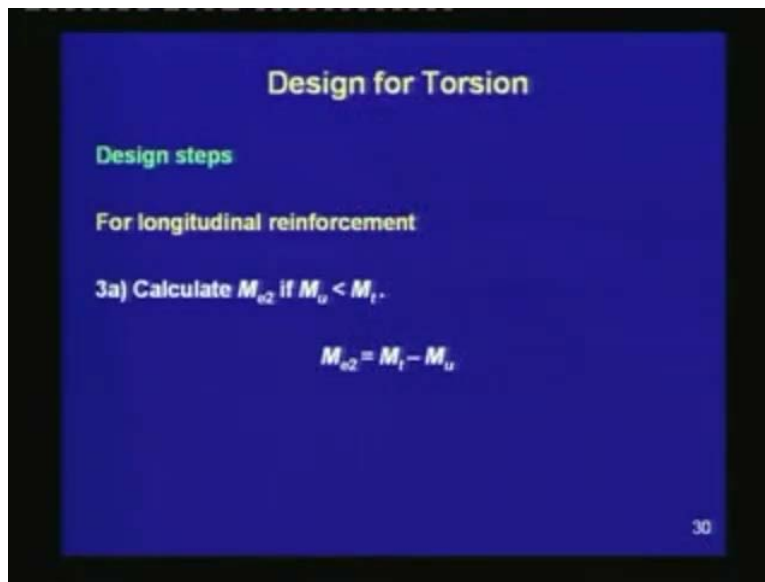 Design for Torsion
Design steps
For longitudinal reinforcement
3a) Calculate Me2 if Mu < Mt.
Me2 = Mt – Mu
30